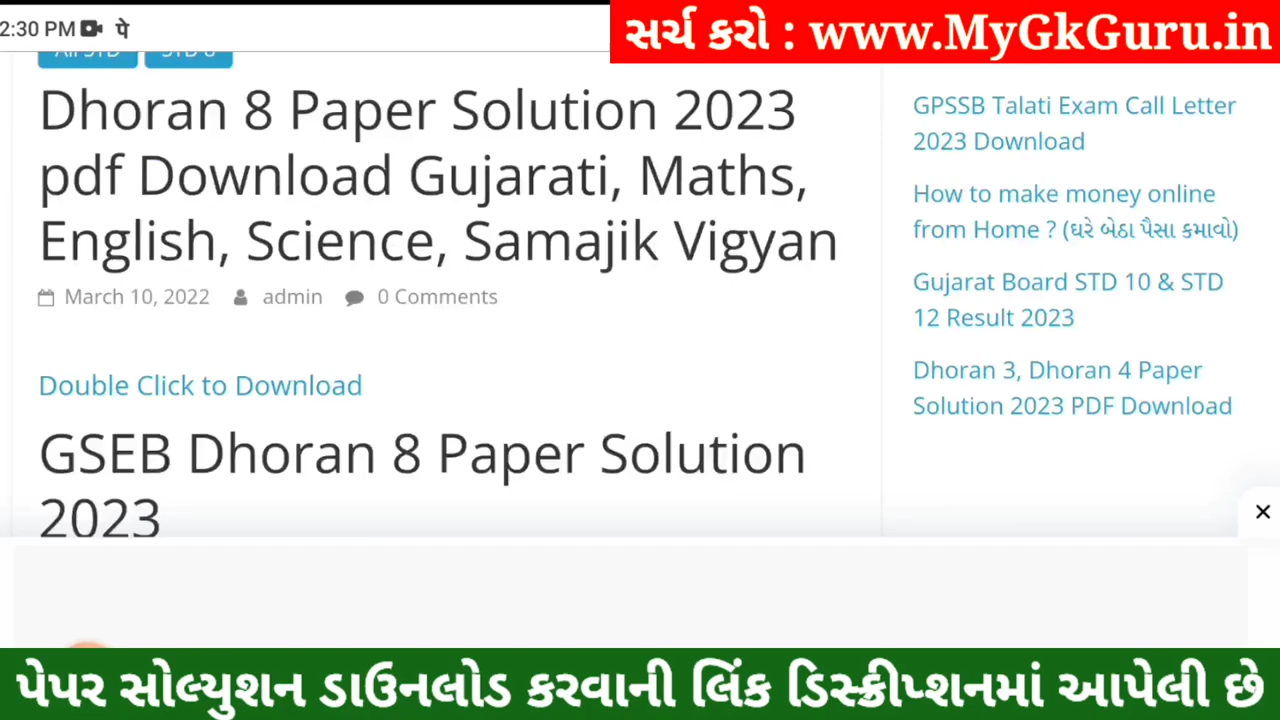 2:30 PM पे
સર્ચ કરો : www.MyGkGuru.in
All STD STD 8
Dhoran 8 Paper Solution 2023
pdf Download Gujarati, Maths,
English, Science, Samajik Vigyan
March 10, 2022 admin 0 Comments
Double Click to Download
GSEB Dhoran 8 Paper Solution
2023
GPSSB Talati Exam Call Letter
2023 Download
How to make money online
from Home ? (ઘરે બેઠા પૈસા કમાવો)
Gujarat Board STD 10 & STD
12 Result 2023
Dhoran 3, Dhoran 4 Paper
Solution 2023 PDF Download
પેપર સોલ્યુશન ડાઉનલોડ કરવાની લિંક ડિસ્ક્રીપ્શનમાં આપેલી છે